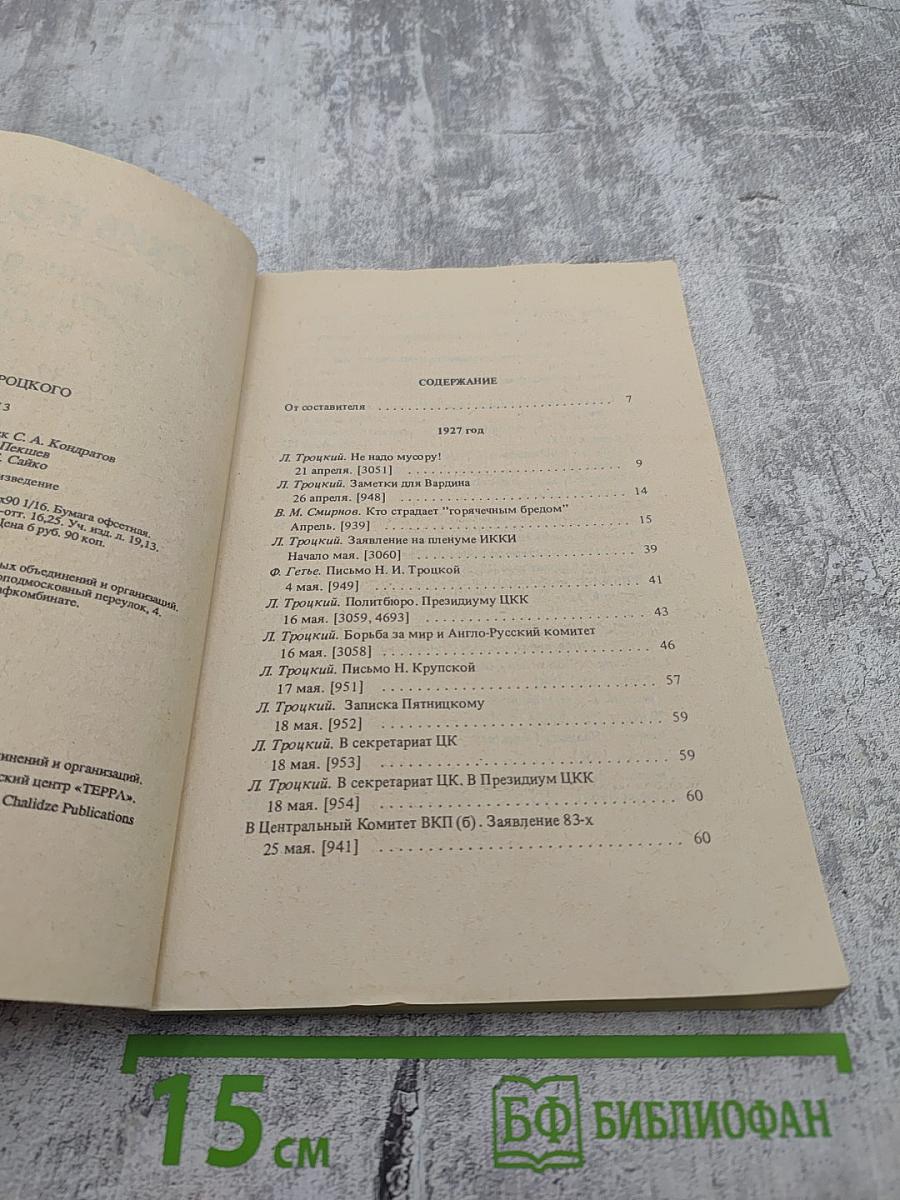 РОЦКОГО
к С. А. Кондратов
Пекшев
Сайко
изведение
х90 1/16. Бумага офсетная.
-отт. 16,25. Уч. изд. л. 19,13.
Цена 6 руб. 90 коп.
ых объединений и организаций.
оподмосковный переулок, 4.
афкомбинате.
динений и организаций.
ский центр «ТЕРРА».
Chalidze Publications
СОДЕРЖАНИЕ
От составителя . . . . . . . . . . . . . . . . . . . . . . . . . . 7
1927 год
Л. Троцкий. Не надо мусору!
21 апреля. [3051] . . . . . . . . . . . . . . . . . . . . . . . . . . 9
Л. Троцкий. Заметки для Вардина
26 апреля. [948] . . . . . . . . . . . . . . . . . . . . . . . . . . 14
В. М. Смирнов. Кто страдает "горячечным бредом"
Апрель. [939] . . . . . . . . . . . . . . . . . . . . . . . . . . 15
Л. Троцкий. Заявление на пленуме ИККИ
Начало мая. [3060] . . . . . . . . . . . . . . . . . . . . . . . . . . 39
Ф. Гетье. Письмо Н. И. Троцкой
4 мая. [949] . . . . . . . . . . . . . . . . . . . . . . . . . . 41
Л. Троцкий. Политбюро. Президиуму ЦКК
16 мая. [3059, 4693] . . . . . . . . . . . . . . . . . . . . . . . . . . 43
Л. Троцкий. Борьба за мир и Англо-Русский комитет
16 мая. [3058] . . . . . . . . . . . . . . . . . . . . . . . . . . 46
Л. Троцкий. Письмо Н. Крупской
17 мая. [951] . . . . . . . . . . . . . . . . . . . . . . . . . . 57
Л. Троцкий. Записка Пятницкому
18 мая. [952] . . . . . . . . . . . . . . . . . . . . . . . . . . 59
Л. Троцкий. В секретариат ЦК
18 мая. [953] . . . . . . . . . . . . . . . . . . . . . . . . . . 59
Л. Троцкий. В секретариат ЦК. В Президиум ЦКК
18 мая. [954] . . . . . . . . . . . . . . . . . . . . . . . . . . 60
В Центральный Комитет ВКП(б). Заявление 83-х
25 мая. [941] . . . . . . . . . . . . . . . . . . . . . . . . . . 60
15 см
БФ БИБЛИОФАН